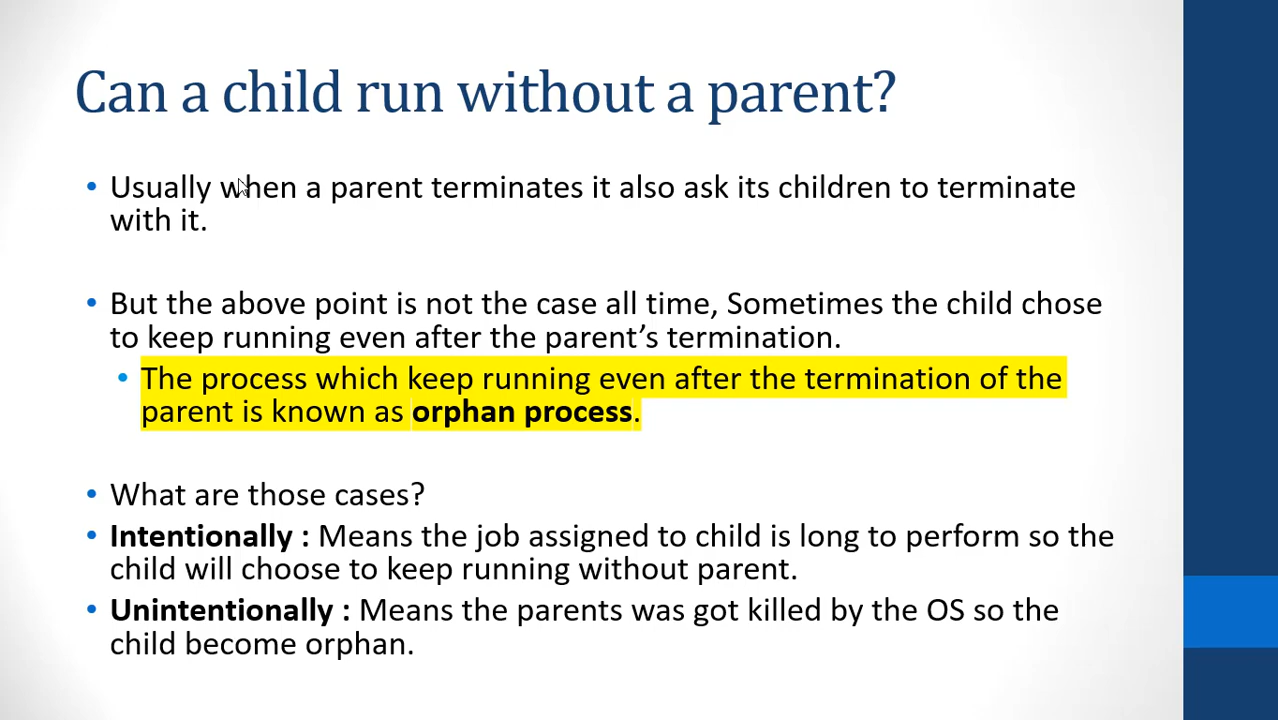 Can a child run without a parent?
• Usually when a parent terminates it also ask its children to terminate
with it.
• But the above point is not the case all time, Sometimes the child chose
to keep running even after the parent’s termination.
• The process which keep running even after the termination of the
parent is known as orphan process.
• What are those cases?
• Intentionally : Means the job assigned to child is long to perform so the
child will choose to keep running without parent.
• Unintentionally : Means the parents was got killed by the OS so the
child become orphan.